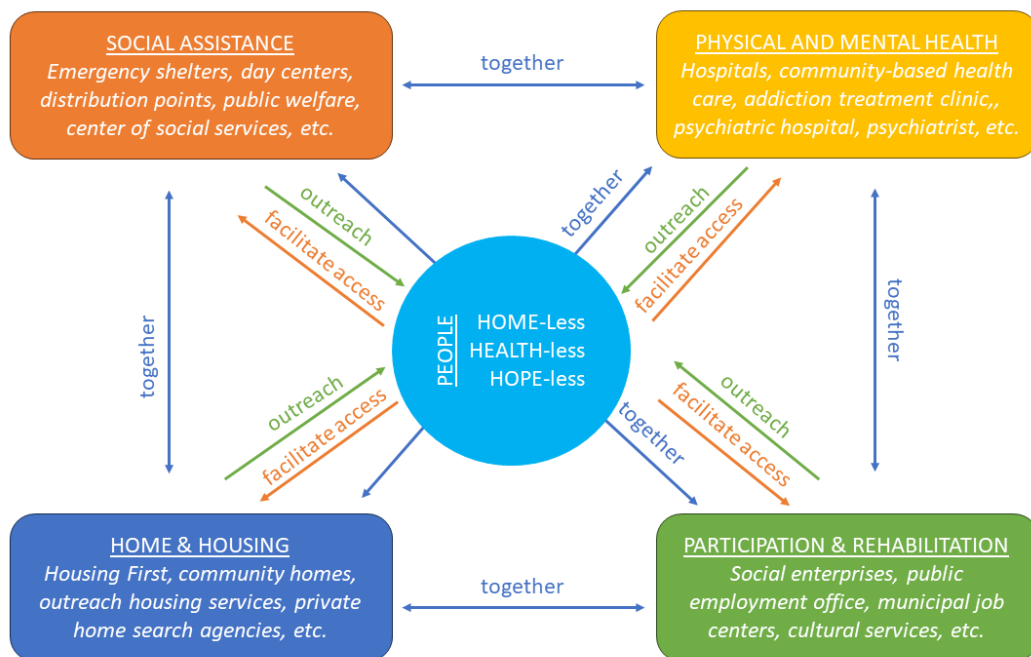 SOCIAL ASSISTANCE
Emergency shelters, day centers,
distribution points, public welfare,
center of social services, etc.
together
PHYSICAL AND MENTAL HEALTH
Hospitals, community-based health
care, addiction treatment clinic,,
psychiatric hospital, psychiatrist, etc.
outreach
facilitate access
together
outreach
facilitate access
together
together
PEOPLE
HOME-Less
HEALTH-less
HOPE-less
outreach
facilitate access
together
outreach
facilitate access
HOME & HOUSING
Housing First, community homes,
outreach housing services, private
home search agencies, etc.
together
PARTICIPATION & REHABILITATION
Social enterprises, public
employment office, municipal job
centers, cultural services, etc.